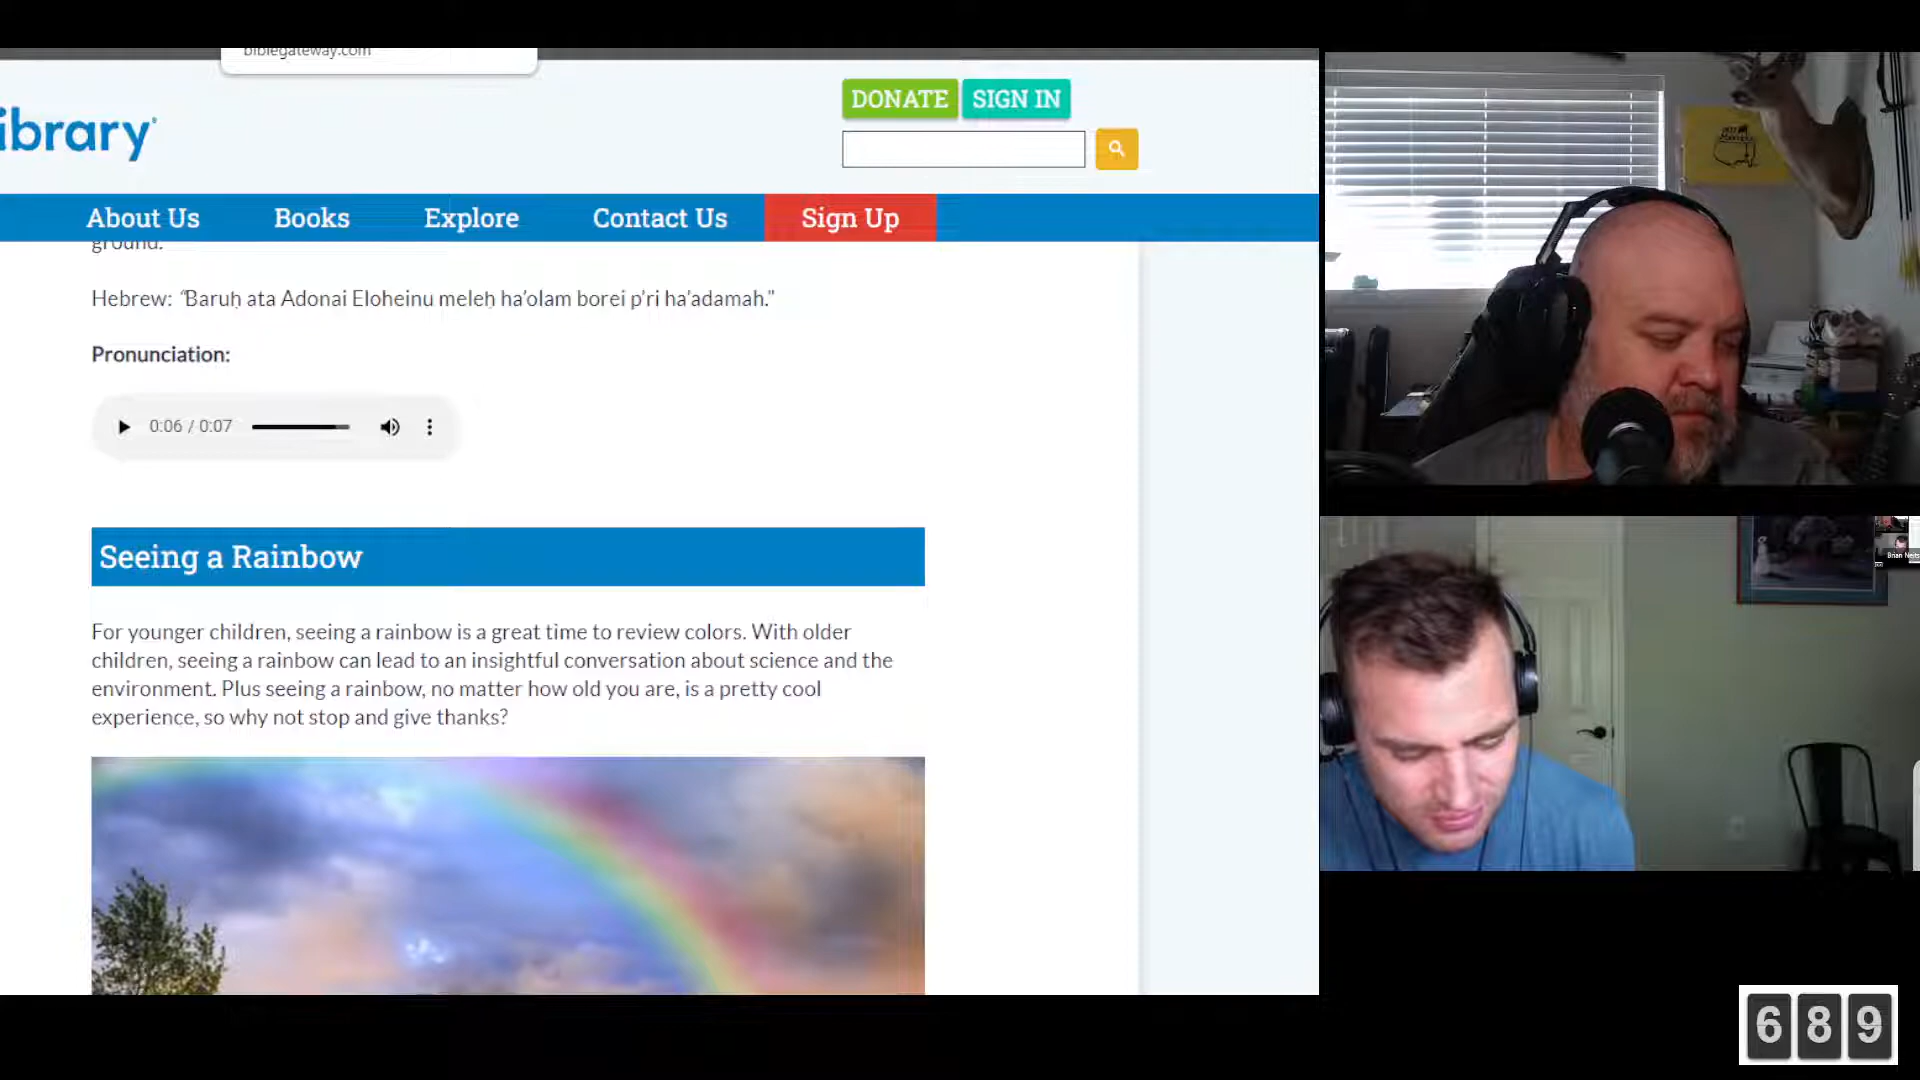 biblegateway.com
ibrary
DONATE
SIGN IN
About Us
Books
Explore
Contact Us
Sign Up
ground.
Hebrew: “Baruḥ ata Adonai Eloheinu meleḥ ha’olam borei p’ri ha’adamah.”
Pronunciation:
0:06 / 0:07
Seeing a Rainbow
For younger children, seeing a rainbow is a great time to review colors. With older
children, seeing a rainbow can lead to an insightful conversation about science and the
environment. Plus seeing a rainbow, no matter how old you are, is a pretty cool
experience, so why not stop and give thanks?
689